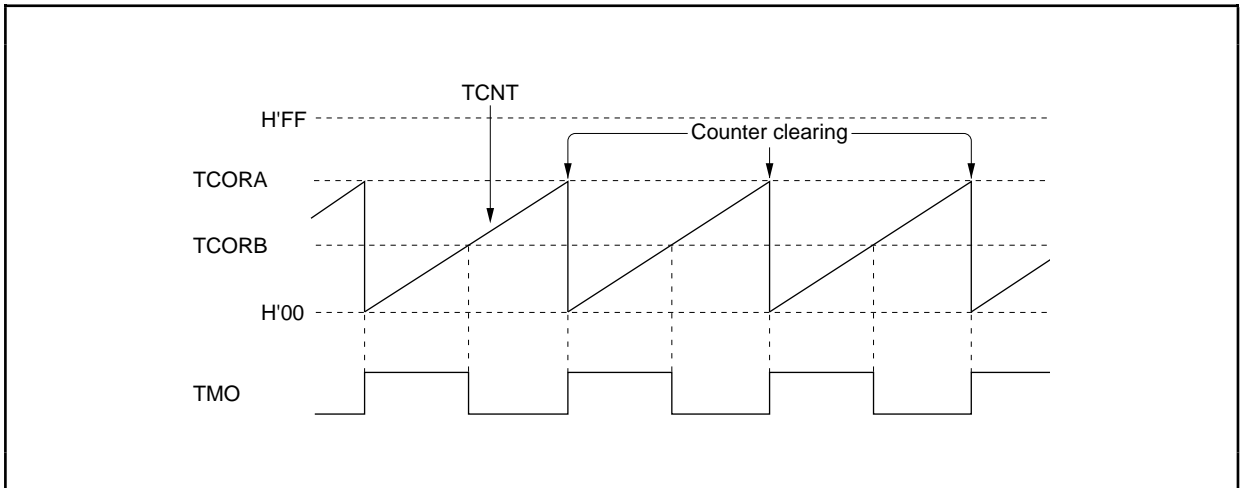 TCNT
H'FF
Counter clearing
TCORA
TCORB
H'00
TMO